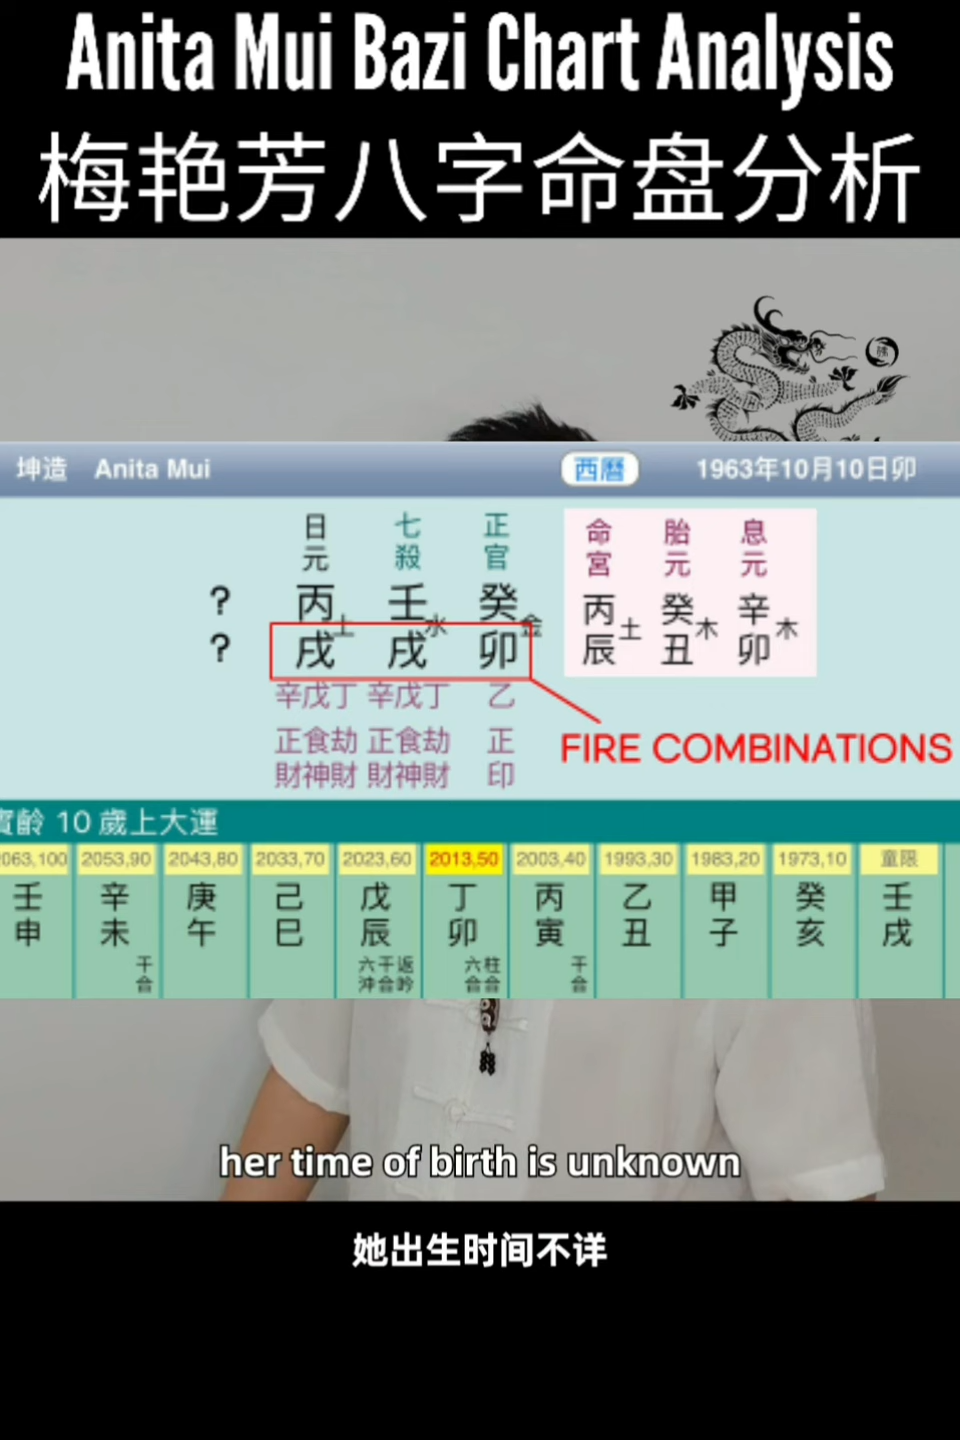 Anita Mui Bazi Chart Analysis
梅艳芳八字命盘分析
坤造 Anita Mui 西曆 1963年10月10日卯
日元 七殺 正官 命宮 胎元 息元
? 丙 壬 癸 丙 癸 辛
土 水 金 土 木 木
? 戌 戌 卯 辰 丑 卯
辛戊丁 辛戊丁 乙
正食劫 正食劫 正
財神財 財神財 印
FIRE COMBINATIONS
齡 10 歲上大運
2063,100 2053,90 2043,80 2033,70 2023,60 2013,50 2003,40 1993,30 1983,20 1973,10 童限
壬 辛 庚 己 戊 丁 丙 乙 甲 癸 壬
申 未 午 巳 辰 卯 寅 丑 子 亥 戌
干 六干返 六柱 干
合 沖合吟 合合 合
her time of birth is unknown
她出生时间不详